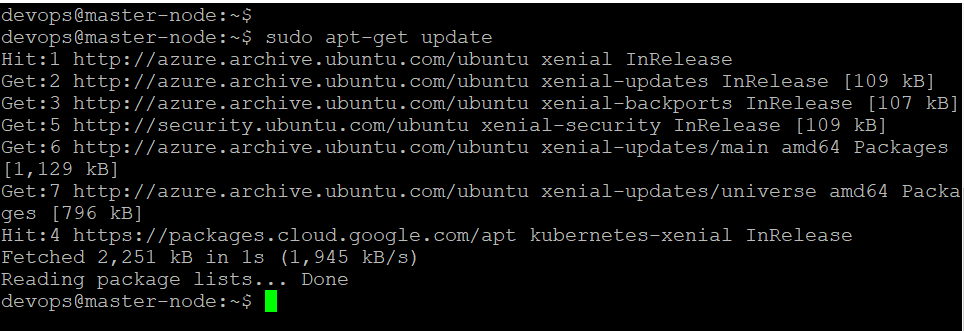 devops@master-node:~$
devops@master-node:~$ sudo apt-get update
Hit:1 http://azure.archive.ubuntu.com/ubuntu xenial InRelease
Get:2 http://azure.archive.ubuntu.com/ubuntu xenial-updates InRelease [109 kB]
Get:3 http://azure.archive.ubuntu.com/ubuntu xenial-backports InRelease [107 kB]
Get:5 http://security.ubuntu.com/ubuntu xenial-security InRelease [109 kB]
Get:6 http://azure.archive.ubuntu.com/ubuntu xenial-updates/main amd64 Packages
[1,129 kB]
Get:7 http://azure.archive.ubuntu.com/ubuntu xenial-updates/universe amd64 Packa
ges [796 kB]
Hit:4 https://packages.cloud.google.com/apt kubernetes-xenial InRelease
Fetched 2,251 kB in 1s (1,945 kB/s)
Reading package lists... Done
devops@master-node:~$